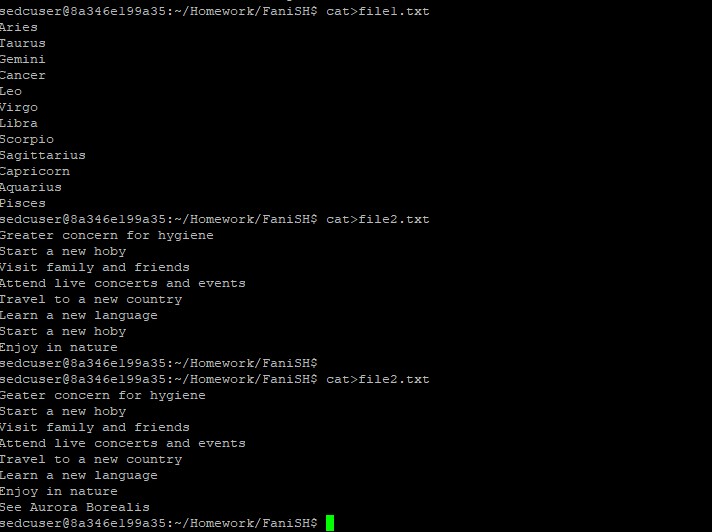 sedcuser@8a346e199a35:~/Homework/FaniSH$ cat>file1.txt
Aries
Taurus
Gemini
Cancer
Leo
Virgo
Libra
Scorpio
Sagittarius
Capricorn
Aquarius
Pisces
sedcuser@8a346e199a35:~/Homework/FaniSH$ cat>file2.txt
Greater concern for hygiene
Start a new hoby
Visit family and friends
Attend live concerts and events
Travel to a new country
Learn a new language
Start a new hoby
Enjoy in nature
sedcuser@8a346e199a35:~/Homework/FaniSH$
sedcuser@8a346e199a35:~/Homework/FaniSH$ cat>file2.txt
Geater concern for hygiene
Start a new hoby
Visit family and friends
Attend live concerts and events
Travel to a new country
Learn a new language
Enjoy in nature
See Aurora Borealis
sedcuser@8a346e199a35:~/Homework/FaniSH$